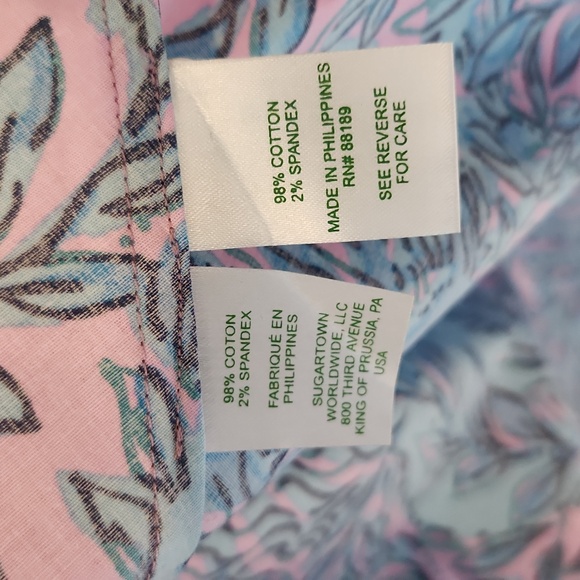 98% COTTON
2% SPANDEX
MADE IN PHILIPPINES
RN# 88189
SEE REVERSE
FOR CARE
98% COTON
2% SPANDEX
FABRIQUÉ EN
PHILIPPINES
SUGARTOWN
WORLDWIDE, LLC
800 THIRD AVENUE
KING OF PRUSSIA, PA
USA